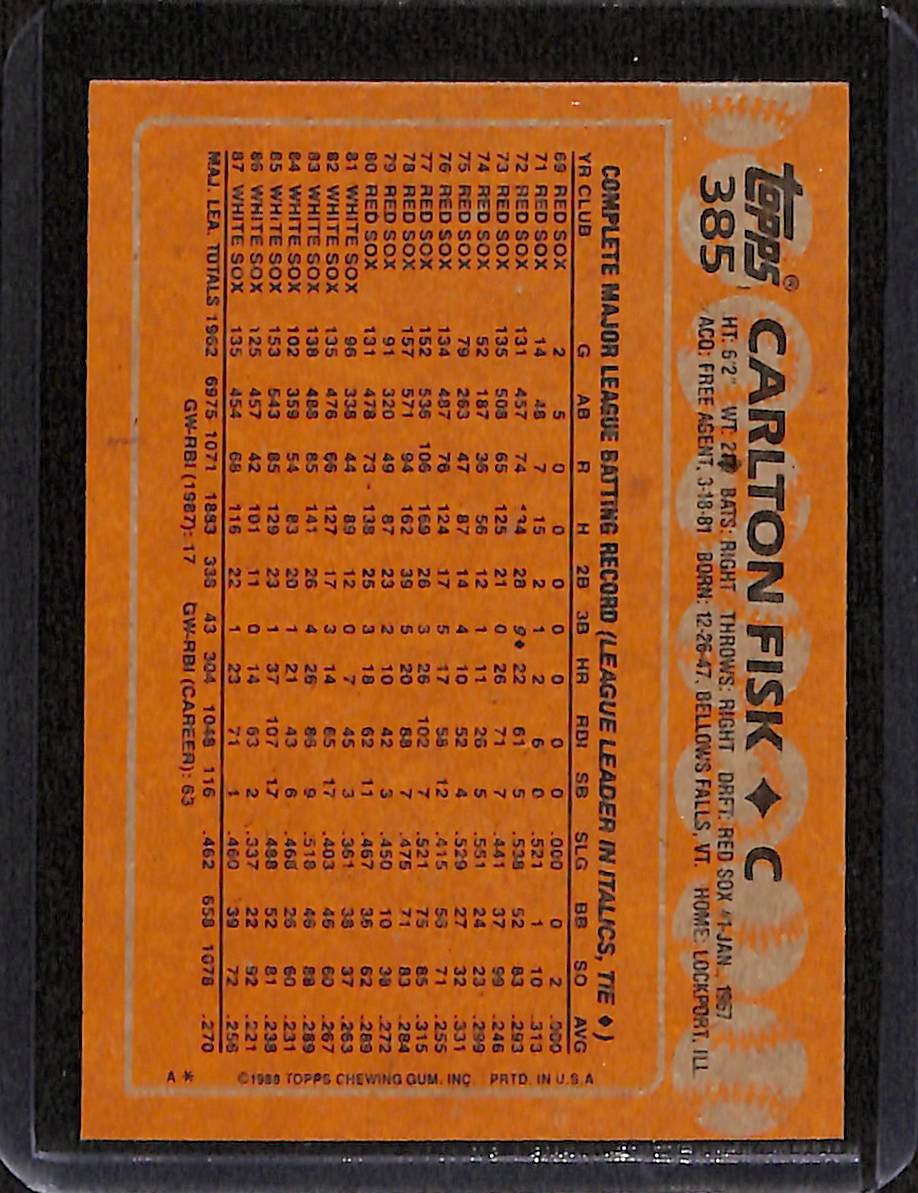 topps®
385
CARLTON FISK ♦ C
HT: 6'2" WT: BATS: RIGHT THROWS: RIGHT DRFT: RED SOX #1-JAN., 1967
ACQ: FREE AGENT, 3-18-81 BORN: 12-26-47, BELLOWS FALLS, VT. HOME: LOCKPORT, ILL
COMPLETE MAJOR LEAGUE BATTING RECORD (LEAGUE LEADER IN ITALICS, TIE ♦)
YR CLUB G AB R H 2B 3B HR RBI SB SLG BB SO AVG
69 RED SOX 2 5 0 0 0 0 0 0 0 .000 0 2 .000
71 RED SOX 14 48 7 15 2 1 2 6 0 .521 1 10 .313
72 RED SOX 131 457 74 134 28 9♦ 22 61 5 .538 52 83 .293
73 RED SOX 135 508 65 125 21 0 26 71 7 .441 37 99 .246
74 RED SOX 52 187 36 56 12 1 11 26 5 .551 24 23 .299
75 RED SOX 79 263 47 87 14 4 10 52 4 .529 27 32 .331
76 RED SOX 134 487 76 124 17 5 17 58 12 .415 56 71 .255
77 RED SOX 152 536 106 169 26 3 26 102 7 .521 75 85 .315
78 RED SOX 157 571 94 162 39 5 20 88 7 .475 71 83 .284
79 RED SOX 91 320 49 87 23 2 10 42 3 .450 10 38 .272
80 RED SOX 131 478 73 138 25 3 18 62 11 .467 36 62 .289
81 WHITE SOX 96 338 44 89 12 0 7 45 3 .361 38 37 .263
82 WHITE SOX 135 476 66 127 17 3 14 65 17 .403 46 60 .267
83 WHITE SOX 138 488 85 141 26 4 26 86 9 .518 46 88 .289
84 WHITE SOX 102 359 54 83 20 1 21 43 6 .468 26 60 .231
85 WHITE SOX 153 543 85 129 23 1 37 107 17 .488 52 81 .238
86 WHITE SOX 125 457 42 101 11 0 14 63 2 .337 22 92 .221
87 WHITE SOX 135 454 68 116 22 1 23 71 1 .460 39 72 .256
MAJ. LEA. TOTALS 1962 6975 1071 1883 338 43 304 1048 116 .462 658 1078 .270
GW-RBI (1987): 17 GW-RBI (CAREER): 63
©1988 TOPPS CHEWING GUM, INC. PRTD. IN U.S.A
A *